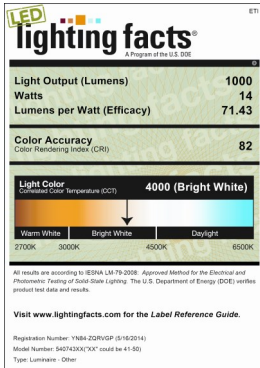 ETI
LED
lighting facts®
A Program of the U.S. DOE
Light Output (Lumens) 1000
Watts 14
Lumens per Watt (Efficacy) 71.43
Color Accuracy
Color Rendering Index (CRI) 82
Light Color
Correlated Color Temperature (CCT) 4000 (Bright White)
Warm White Bright White Daylight
2700K 3000K 4500K 6500K
All results are according to IESNA LM-79-2008: Approved Method for the Electrical and
Photometric Testing of Solid-State Lighting. The U.S. Department of Energy (DOE) verifies
product test data and results.
Visit www.lightingfacts.com for the Label Reference Guide.
Registration Number: YN84-ZQRVGP (5/16/2014)
Model Number: 540743XX("XX" could be 41-50)
Type: Luminaire - Other